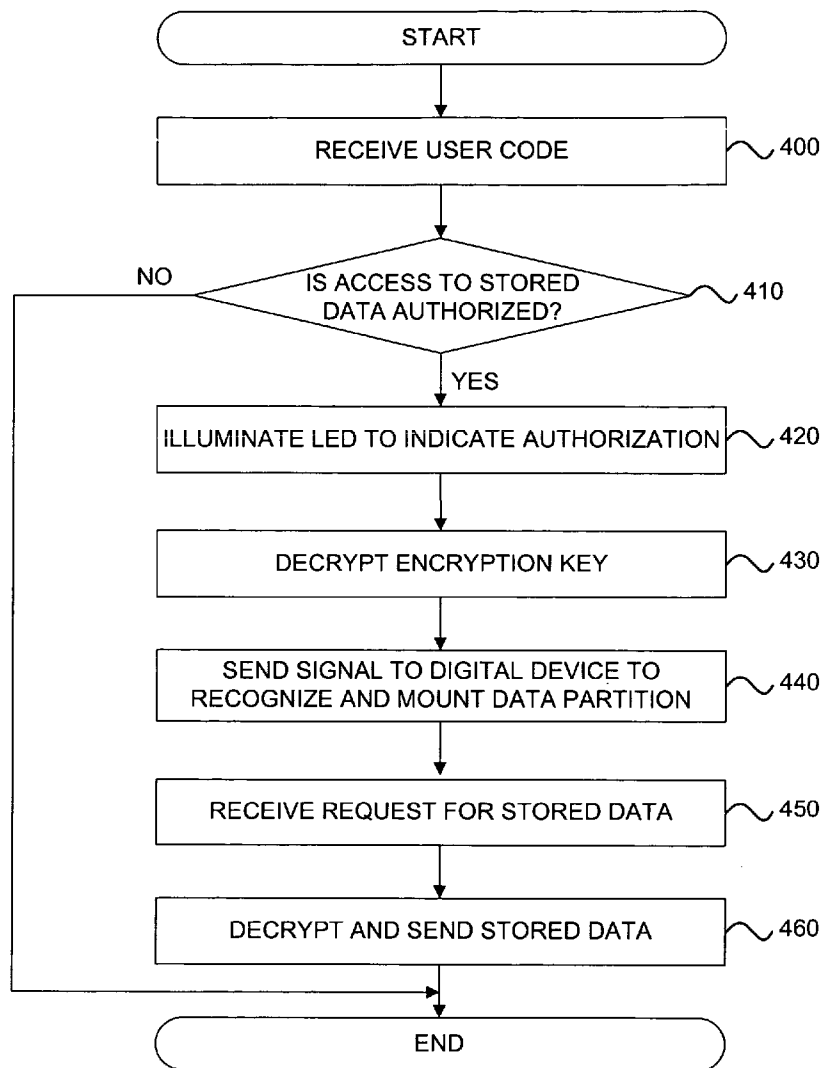 START
RECEIVE USER CODE
400
NO
IS ACCESS TO STORED
DATA AUTHORIZED?
410
YES
ILLUMINATE LED TO INDICATE AUTHORIZATION
420
DECRYPT ENCRYPTION KEY
430
SEND SIGNAL TO DIGITAL DEVICE TO
RECOGNIZE AND MOUNT DATA PARTITION
440
RECEIVE REQUEST FOR STORED DATA
450
DECRYPT AND SEND STORED DATA
460
END